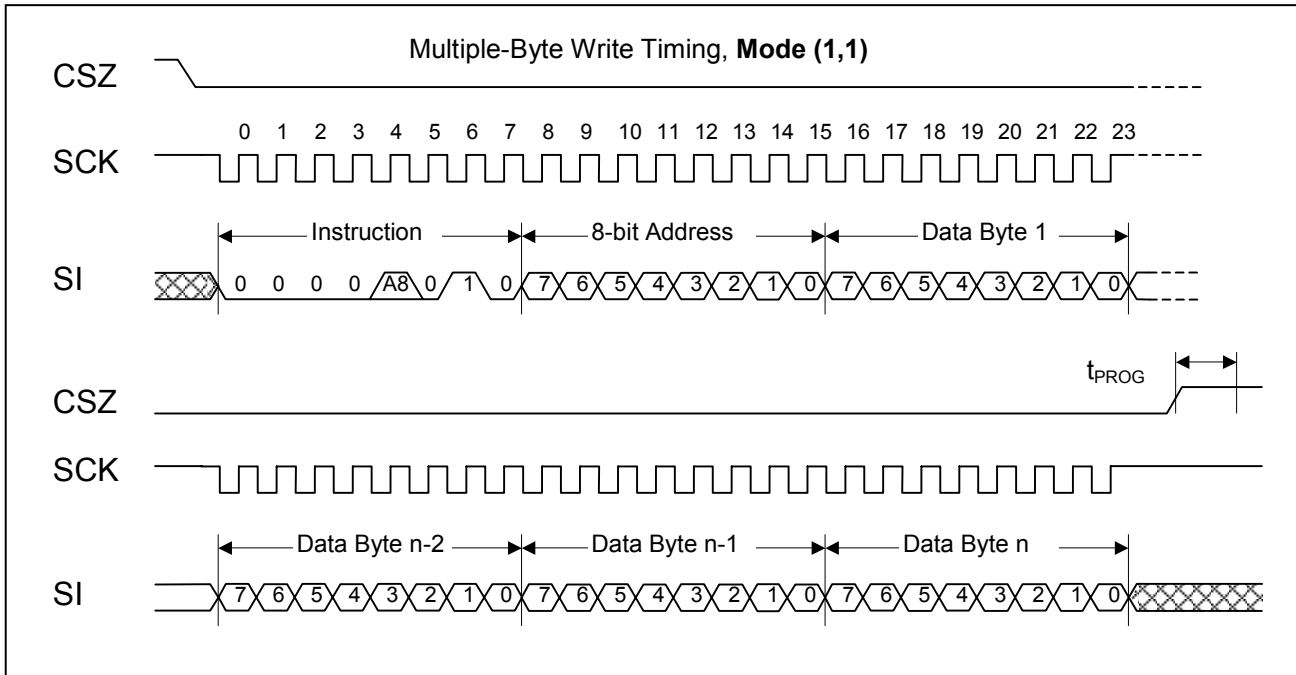 Multiple-Byte Write Timing, Mode (1,1)
CSZ
0 1 2 3 4 5 6 7 8 9 10 11 12 13 14 15 16 17 18 19 20 21 22 23
SCK
Instruction 8-bit Address Data Byte 1
SI 0 0 0 0 A8 0 1 0 7 6 5 4 3 2 1 0 7 6 5 4 3 2 1 0
tPROG
CSZ
SCK
Data Byte n-2 Data Byte n-1 Data Byte n
SI 7 6 5 4 3 2 1 0 7 6 5 4 3 2 1 0 7 6 5 4 3 2 1 0